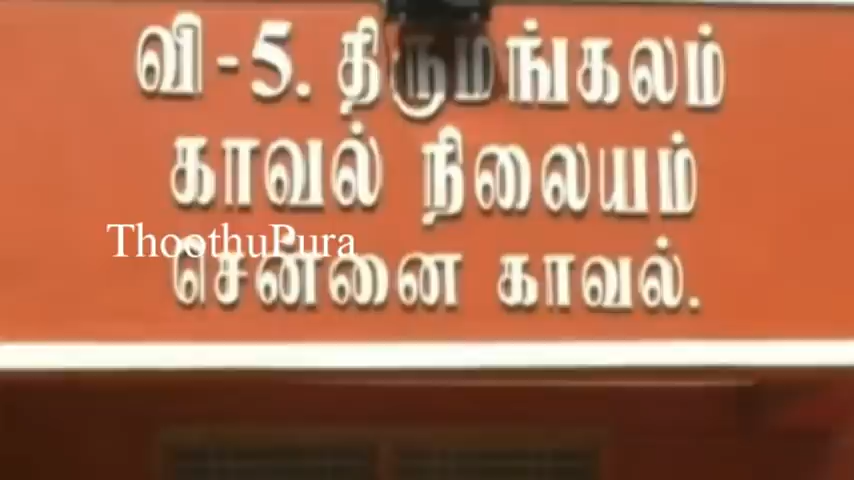 வி-5. திருமங்கலம்
காவல் நிலையம்
ThoothuPura
சென்னை காவல்.